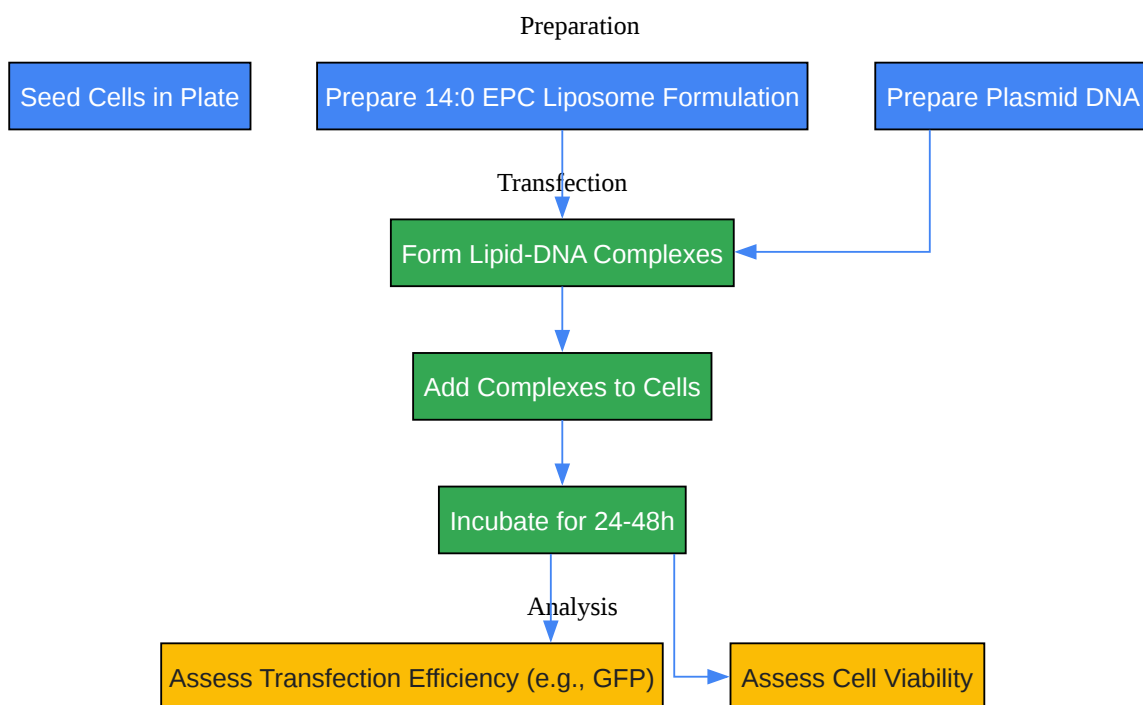 Preparation
Seed Cells in Plate
Prepare 14:0 EPC Liposome Formulation
Prepare Plasmid DNA
Transfection
Form Lipid-DNA Complexes
Add Complexes to Cells
Incubate for 24-48h
Analysis
Assess Transfection Efficiency (e.g., GFP)
Assess Cell Viability